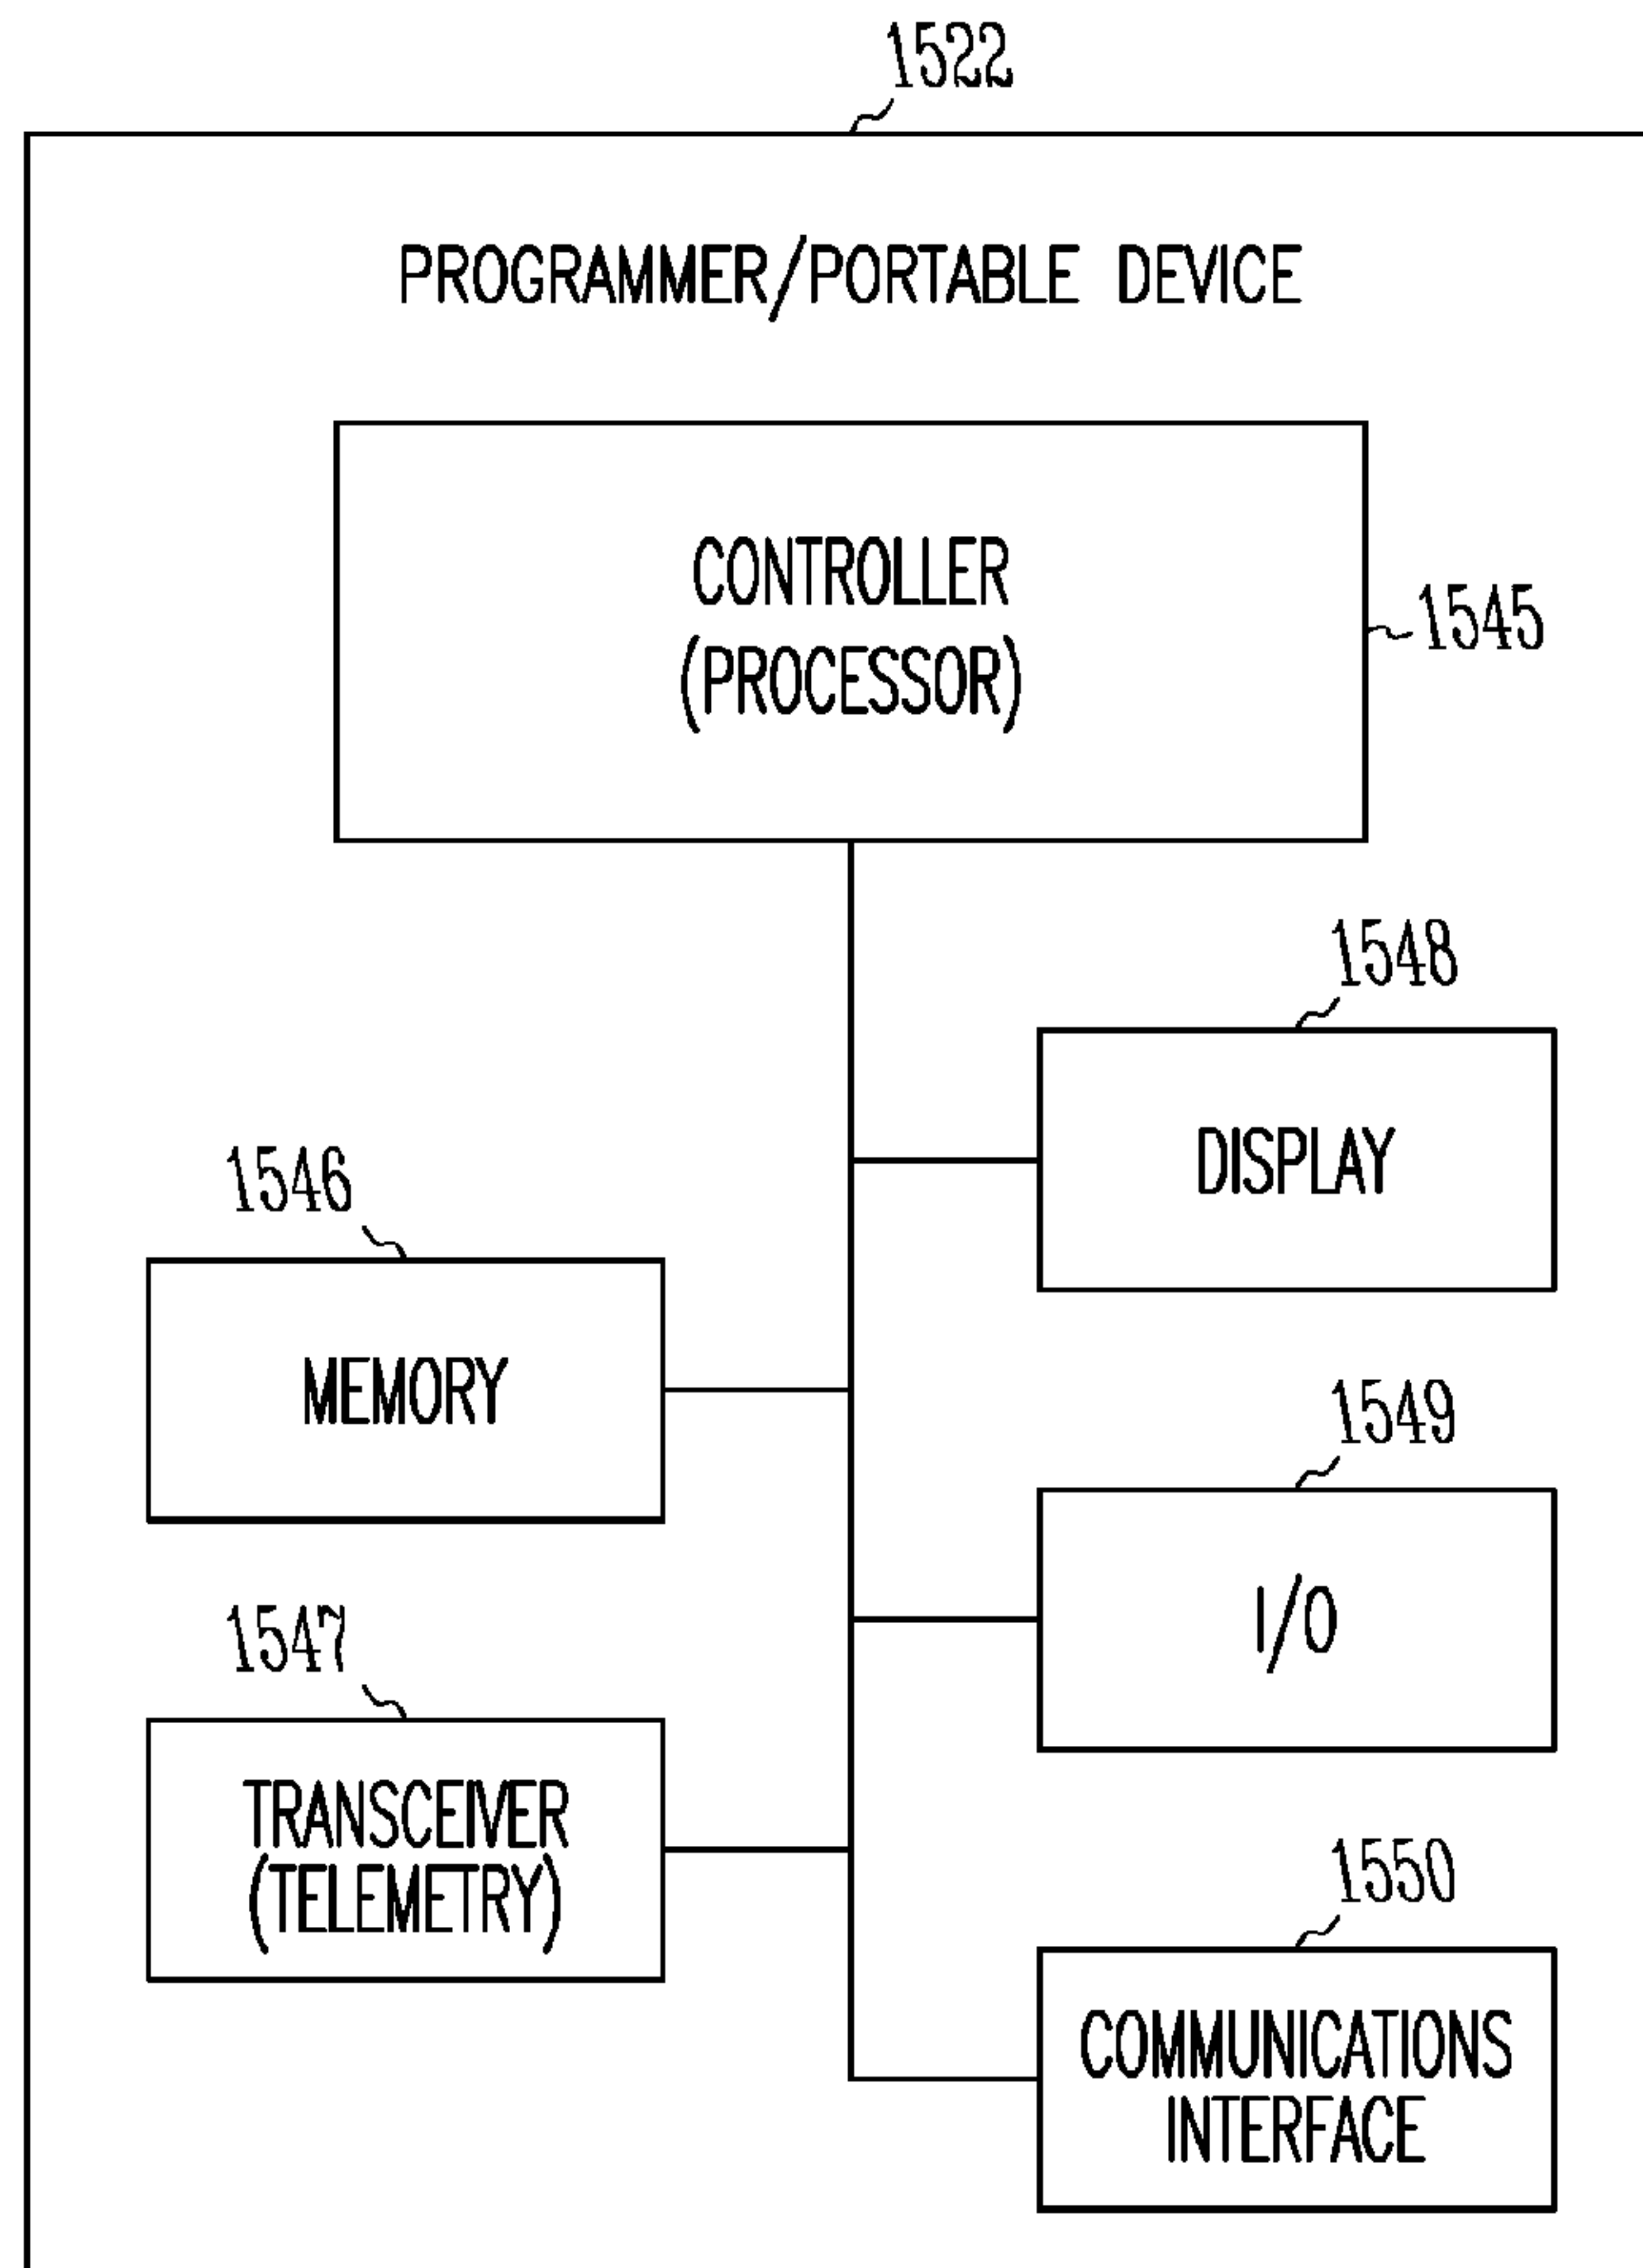 1522
PROGRAMMER/PORTABLE DEVICE
CONTROLLER
(PROCESSOR)
1545
1548
DISPLAY
1546
MEMORY
1549
I/O
1547
TRANSCEIVER
(TELEMETRY)
1550
COMMUNICATIONS
INTERFACE